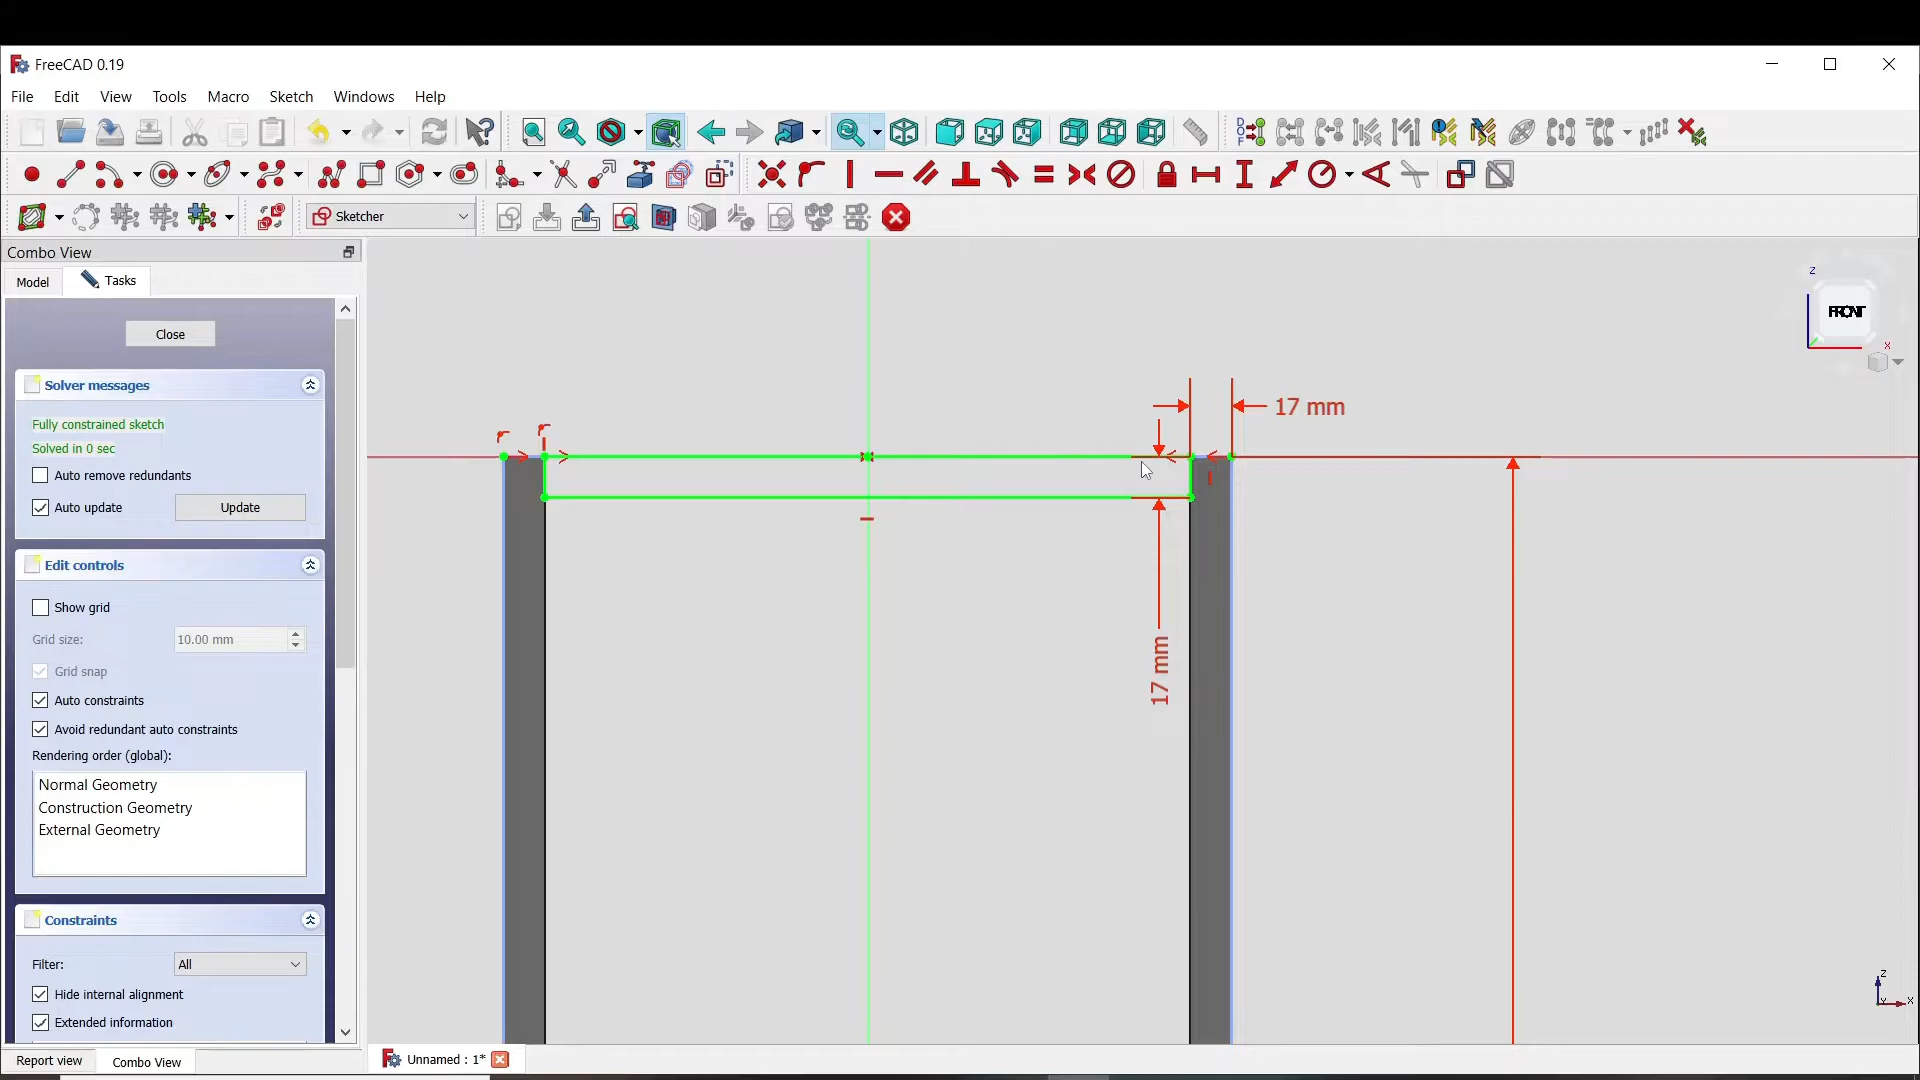 FreeCAD 0.19
File Edit View Tools Macro Sketch Windows Help
Sketcher
Combo View
Model Tasks
Close
Solver messages
Fully constrained sketch
Solved in 0 sec
Auto remove redundants
Auto update Update
Edit controls
Show grid
Grid size: 10.00 mm
Grid snap
Auto constraints
Avoid redundant auto constraints
Rendering order (global):
Normal Geometry
Construction Geometry
External Geometry
Constraints
Filter: All
Hide internal alignment
Extended information
Report view Combo View
Unnamed : 1*
17 mm
17 mm
Z
FRONT
X
Z
Y
X